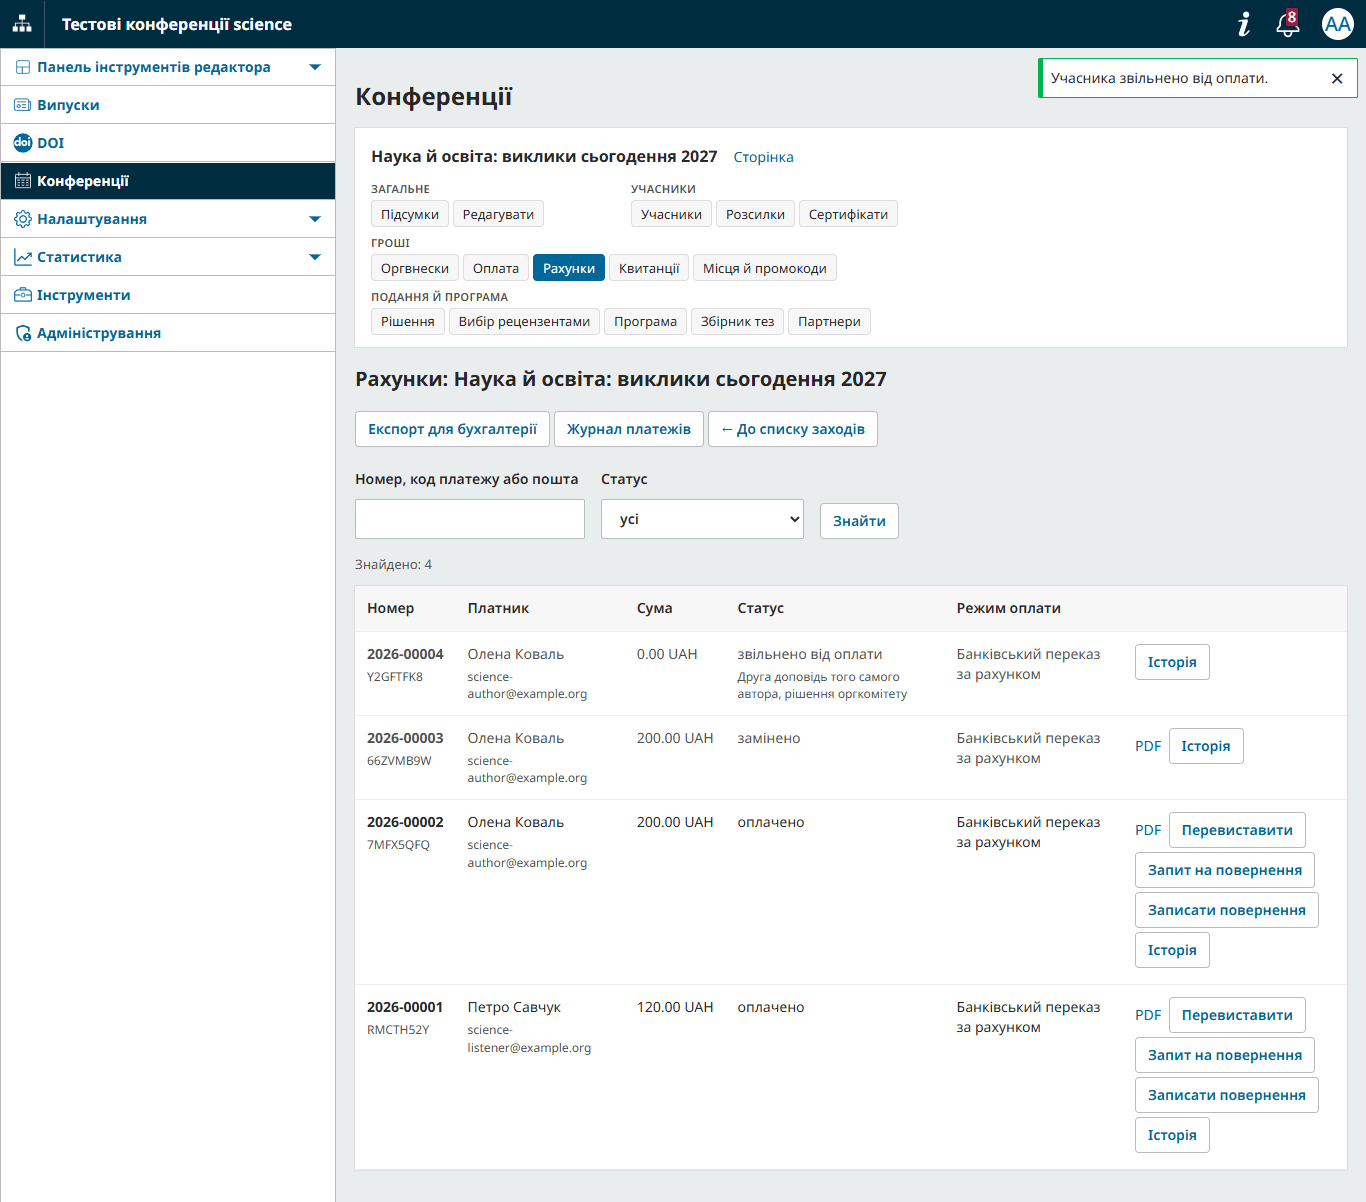 Тестові конференції science
8
AA
Панель інструментів редактора
Випуски
doi DOI
Конференції
Налаштування
Статистика
Інструменти
Адміністрування
Учасника звільнено від оплати.
Конференції
Наука й освіта: виклики сьогодення 2027 Сторінка
ЗАГАЛЬНЕ
Підсумки Редагувати
УЧАСНИКИ
Учасники Розсилки Сертифікати
ГРОШІ
Оргвнески Оплата Рахунки Квитанції Місця й промокоди
ПОДАННЯ Й ПРОГРАМА
Рішення Вибір рецензентами Програма Збірник тез Партнери
Рахунки: Наука й освіта: виклики сьогодення 2027
Експорт для бухгалтерії Журнал платежів ← До списку заходів
Номер, код платежу або пошта Статус
усі Знайти
Знайдено: 4
Номер Платник Сума Статус Режим оплати
2026-00004 Олена Коваль 0.00 UAH звільнено від оплати Банківський переказ Історія
Y2GFTFK8 science- Друга доповідь того самого за рахунком
author@example.org автора, рішення оргкомітету
2026-00003 Олена Коваль 200.00 UAH замінено Банківський переказ PDF Історія
66ZVMB9W science- за рахунком
author@example.org
2026-00002 Олена Коваль 200.00 UAH оплачено Банківський переказ PDF Перевиставити
7MFX5QFQ science- за рахунком
author@example.org Запит на повернення
Записати повернення
Історія
2026-00001 Петро Савчук 120.00 UAH оплачено Банківський переказ PDF Перевиставити
RMCTH52Y science- за рахунком
listener@example.org Запит на повернення
Записати повернення
Історія